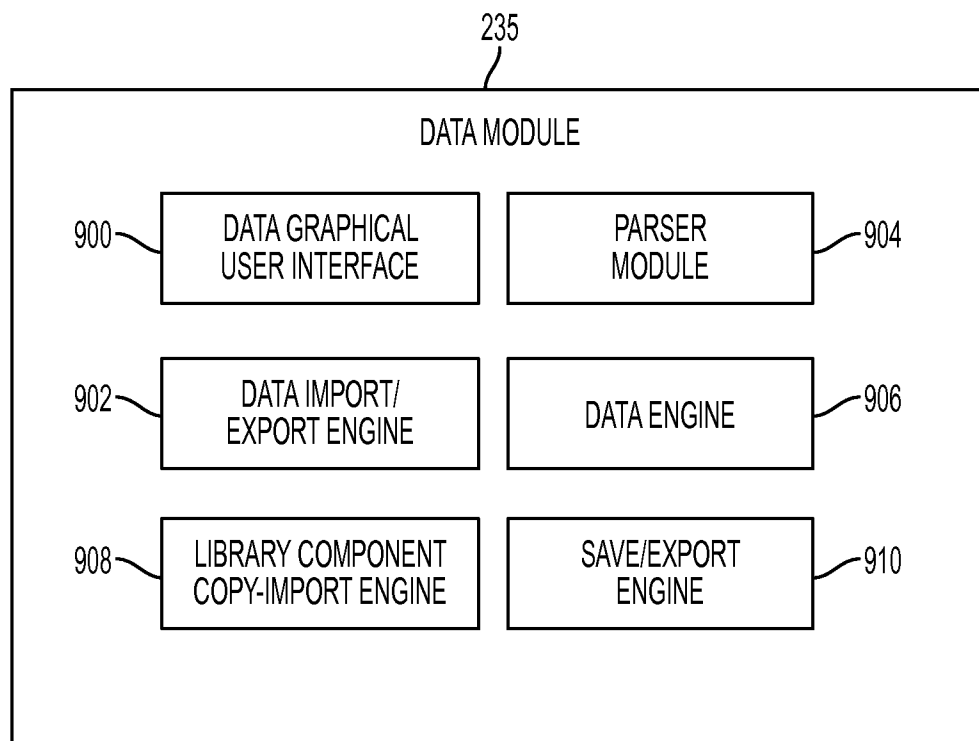 235
DATA MODULE
900
DATA GRAPHICAL
USER INTERFACE
PARSER
MODULE
904
902
DATA IMPORT/
EXPORT ENGINE
DATA ENGINE
906
908
LIBRARY COMPONENT
COPY-IMPORT ENGINE
SAVE/EXPORT
ENGINE
910